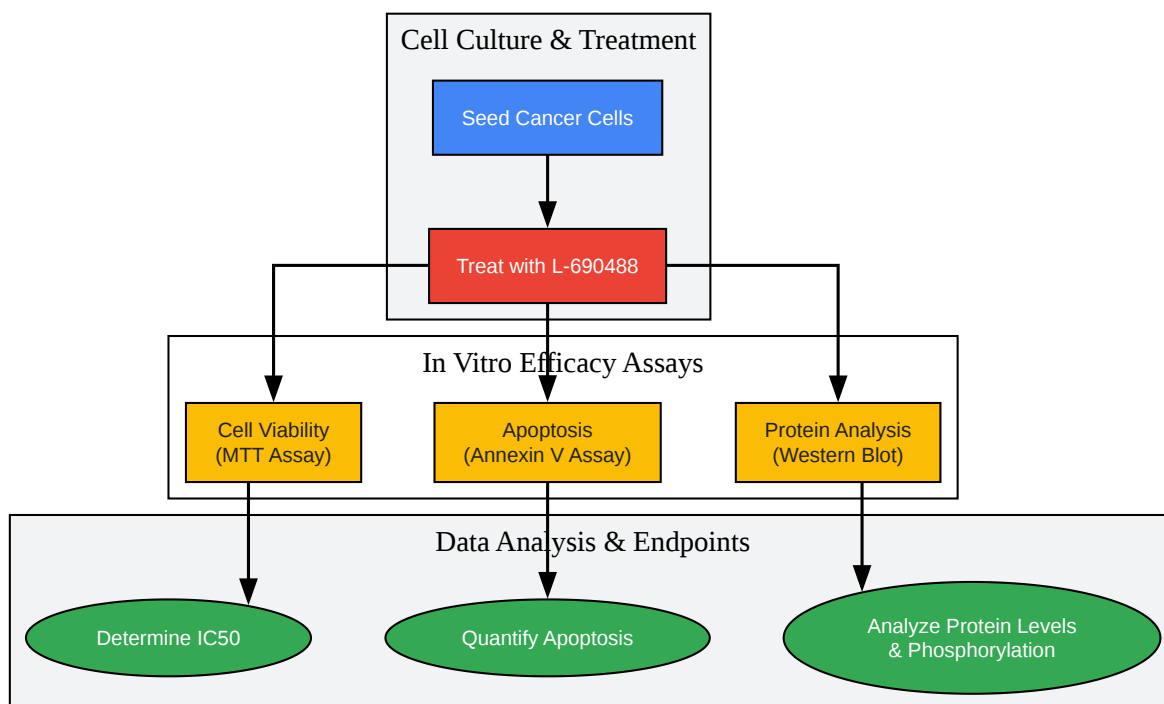 Cell Culture & Treatment
Seed Cancer Cells
Treat with L-690488
In Vitro Efficacy Assays
Cell Viability
(MTT Assay)
Apoptosis
(Annexin V Assay)
Protein Analysis
(Western Blot)
Data Analysis & Endpoints
Determine IC50
Quantify Apoptosis
Analyze Protein Levels
& Phosphorylation